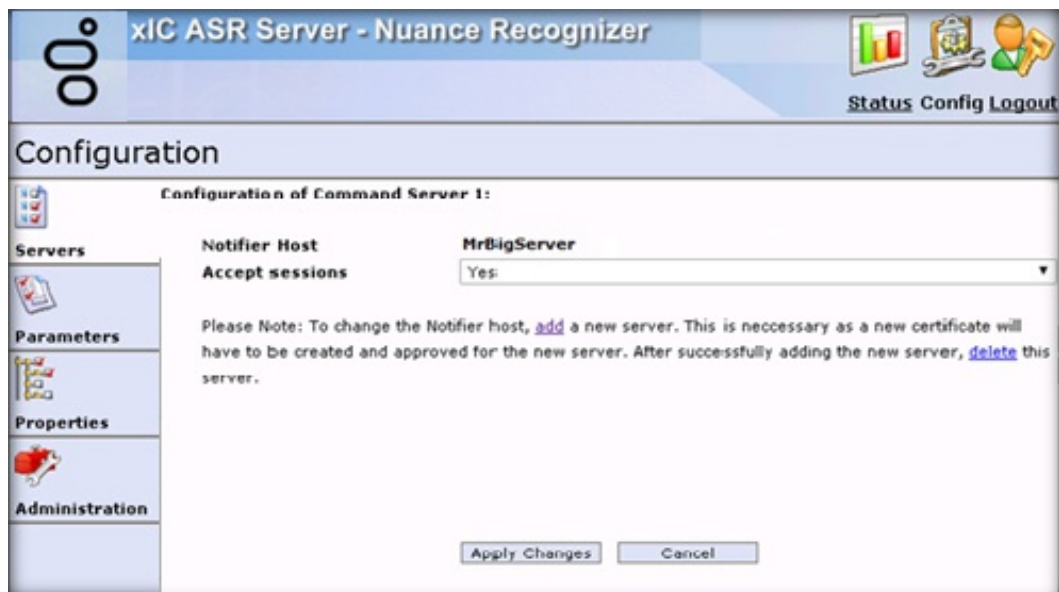 xIC ASR Server - Nuance Recognizer
Status Config Logout
Configuration
Configuration of Command Server 1:
Servers
Notifier Host MrBigServer
Accept sessions Yes
Parameters
Please Note: To change the Notifier host, add a new server. This is neccessary as a new certificate will
have to be created and approved for the new server. After successfully adding the new server, delete this
server.
Properties
Administration
Apply Changes Cancel